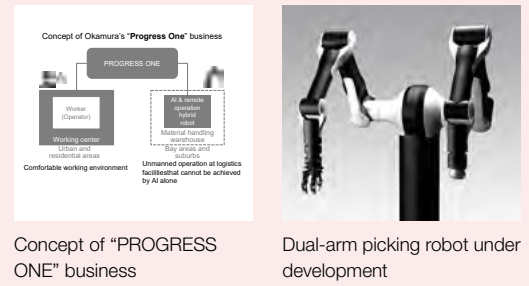 Concept of Okamura's "Progress One" business
PROGRESS ONE
Worker
(Operator)
Working center
Urban and
residential areas
Comfortable working environment
AI & remote
operation
hybrid
robot
Material handling
warehouse
Bay areas and
suburbs
Unmanned operation at logistics
facilitiesthat cannot be achieved
by AI alone
Concept of “PROGRESS
ONE” business
Dual-arm picking robot under
development